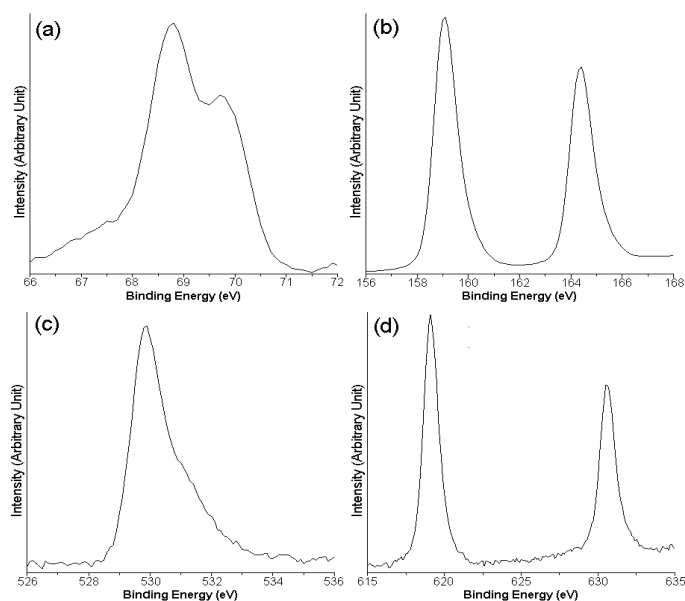 (a)
Intensity (Arbitrary Unit)
66 67 68 69 70 71 72
Binding Energy (eV)
(b)
Intensity (Arbitrary Unit)
156 158 160 162 164 166 168
Binding Energy (eV)
(c)
Intensity (Arbitrary Unit)
526 528 530 532 534 536
Binding Energy (eV)
(d)
Intensity (Arbitrary Unit)
615 620 625 630 635
Binding Energy (eV)